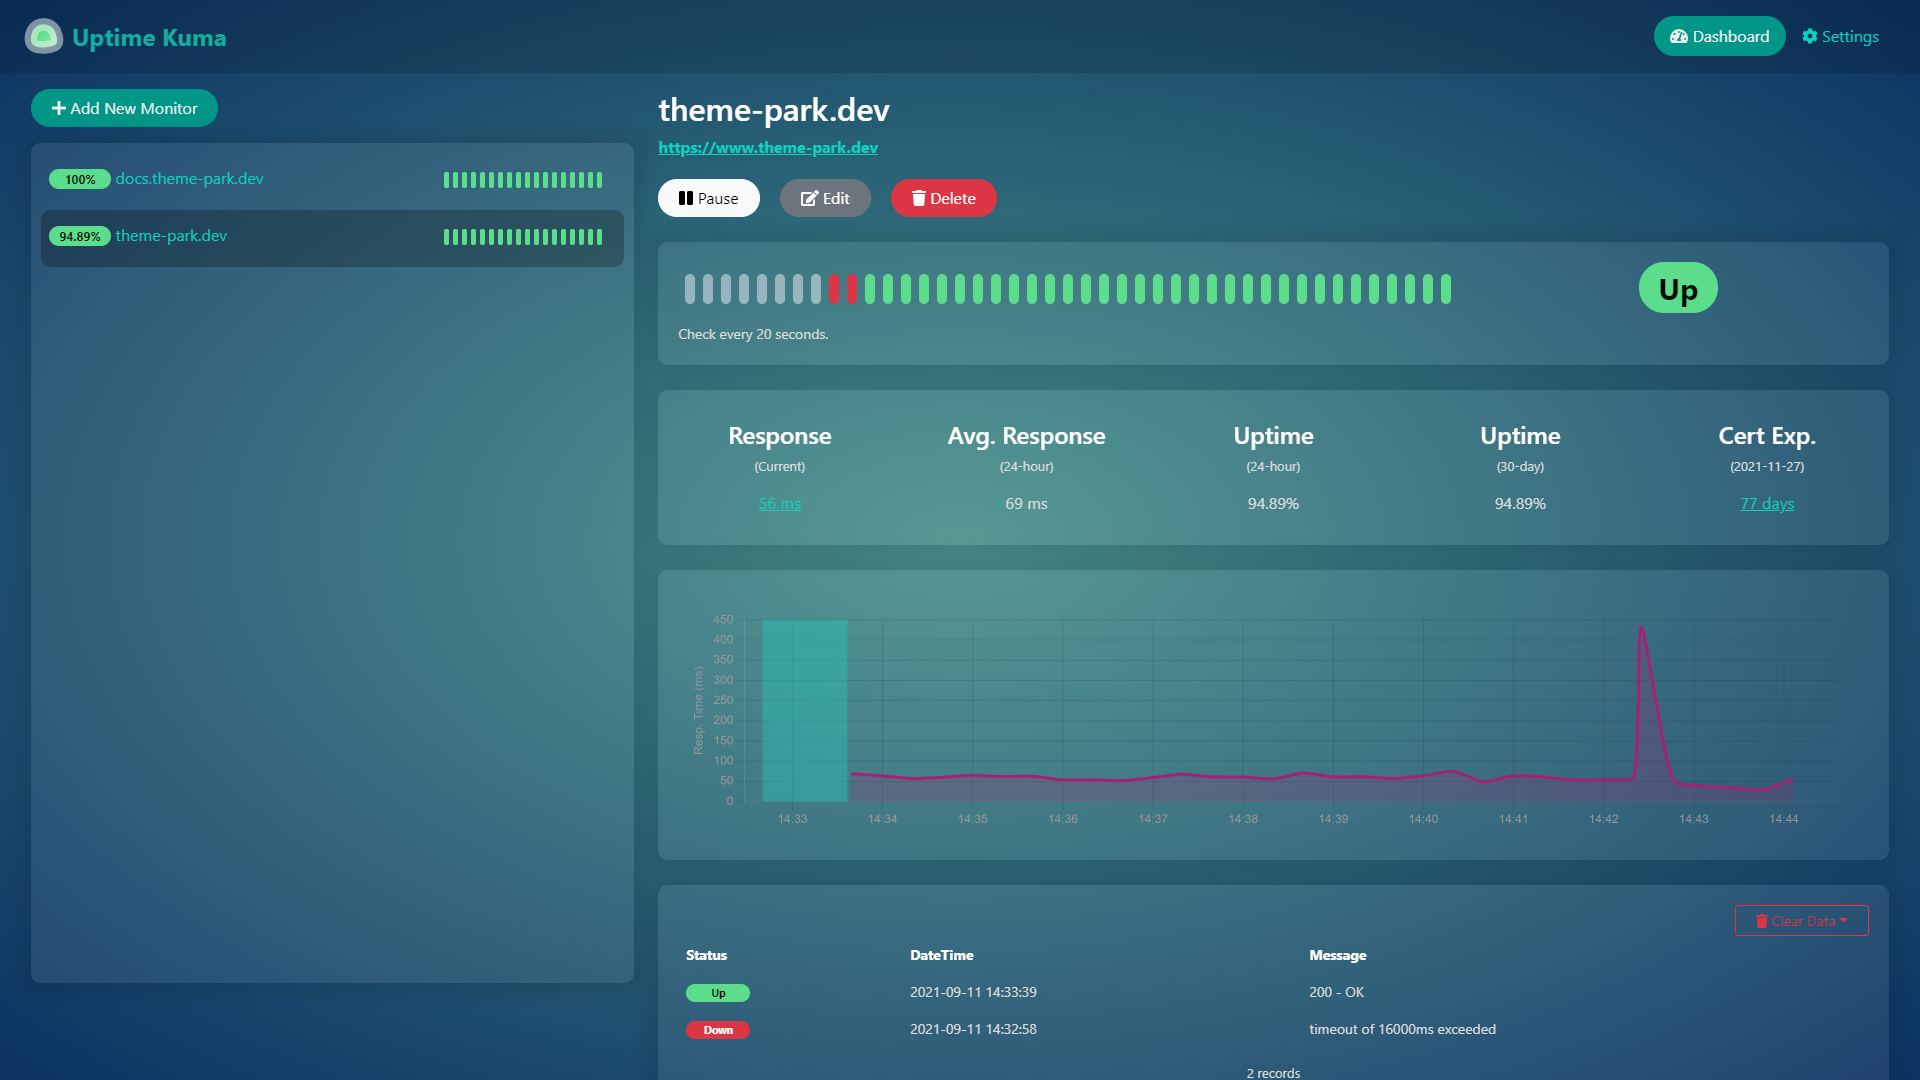 Uptime Kuma
Dashboard
Settings
Add New Monitor
100% docs.theme-park.dev
94.89% theme-park.dev
theme-park.dev
https://www.theme-park.dev
Pause
Edit
Delete
Up
Check every 20 seconds.
Response Avg. Response Uptime Uptime Cert Exp.
(Current) (24-hour) (24-hour) (30-day) (2021-11-27)
56 ms 69 ms 94.89% 94.89% 77 days
Resp. Time (ms)
450
400
350
300
250
200
150
100
50
0
14:33 14:34 14:35 14:36 14:37 14:38 14:39 14:40 14:41 14:42 14:43 14:44
Clear Data
Status DateTime Message
Up 2021-09-11 14:33:39 200 - OK
Down 2021-09-11 14:32:58 timeout of 16000ms exceeded
2 records